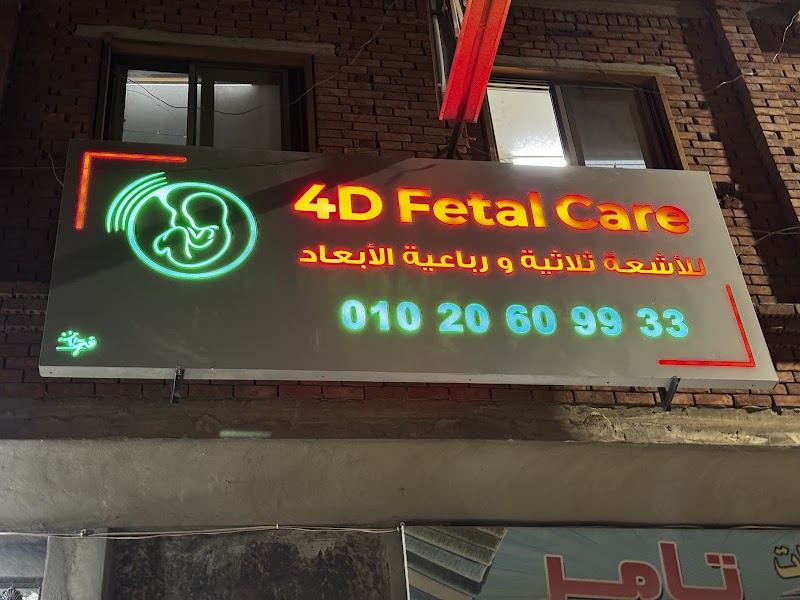 4D Fetal Care
للأشعة ثلاثية و رباعية الأبعاد
010 20 60 99 33
تامر